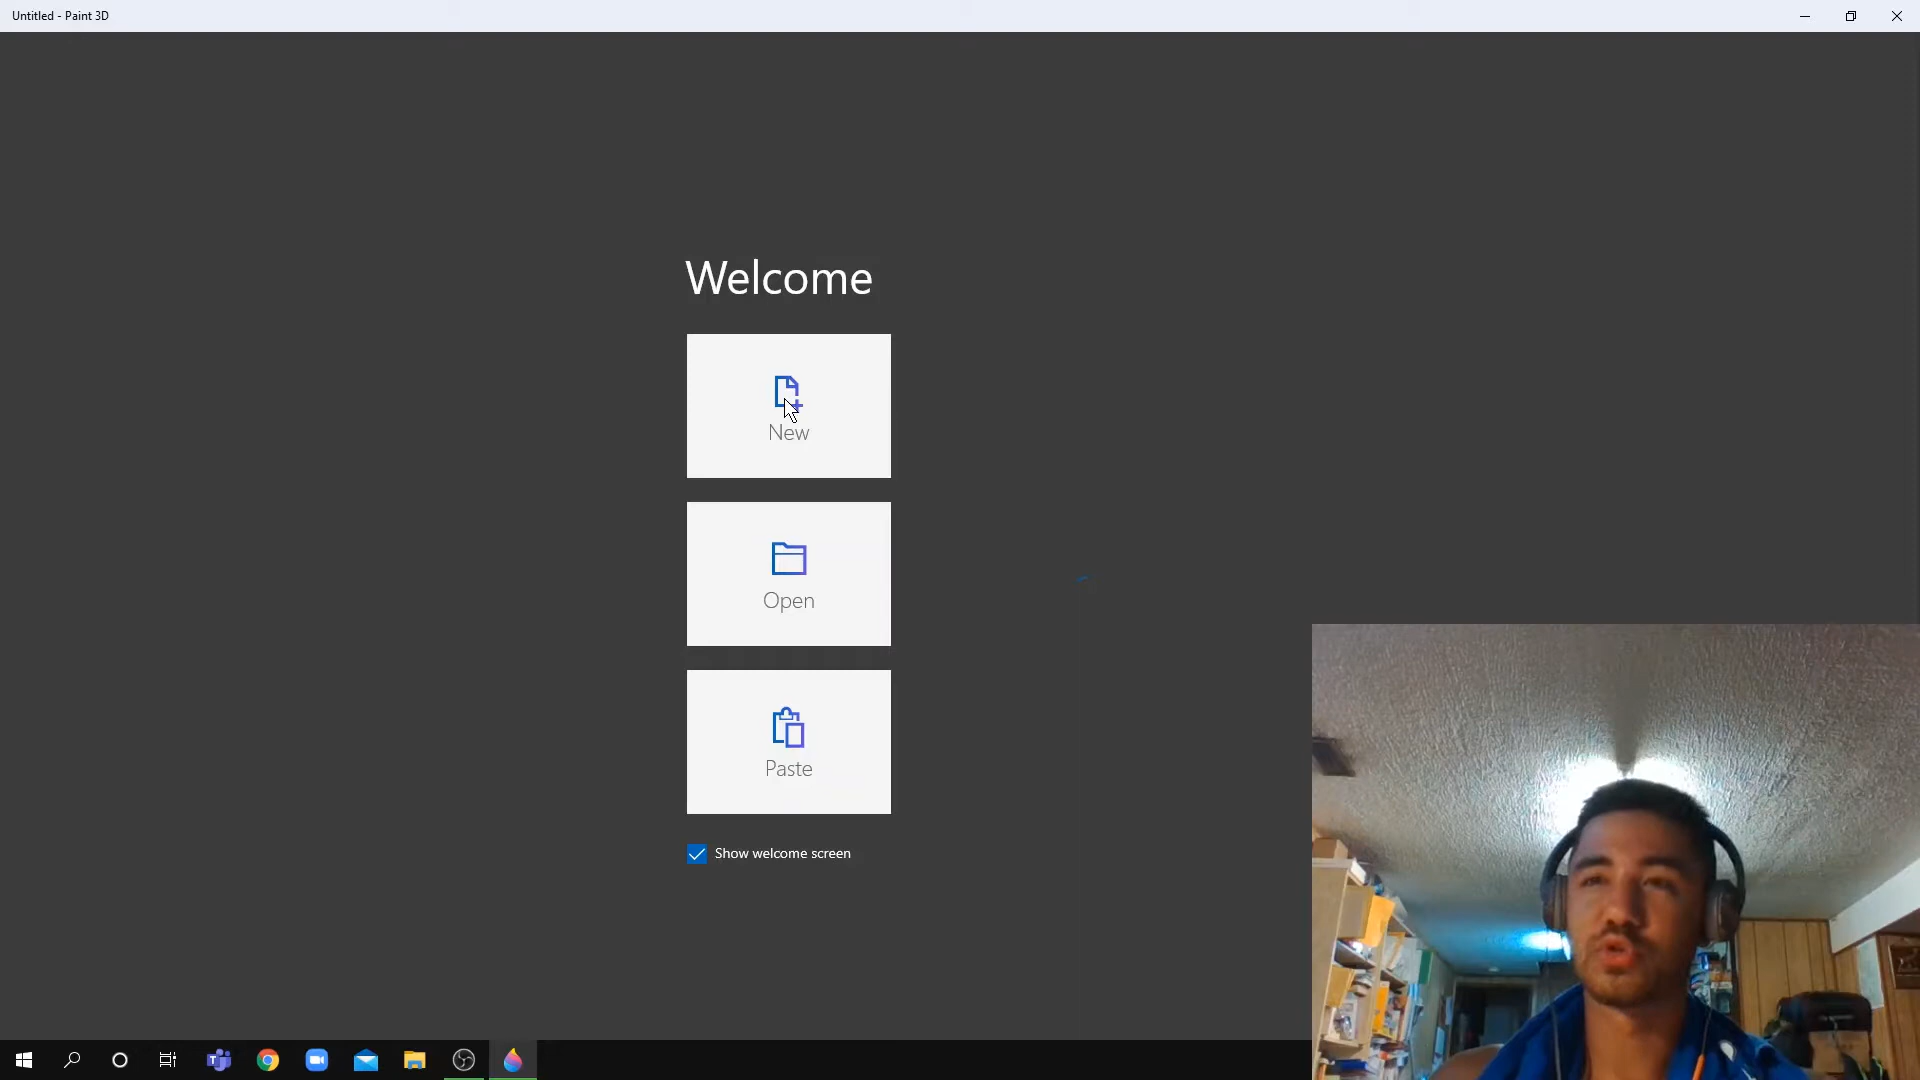 Untitled - Paint 3D
Welcome
New
Open
Paste
Show welcome screen